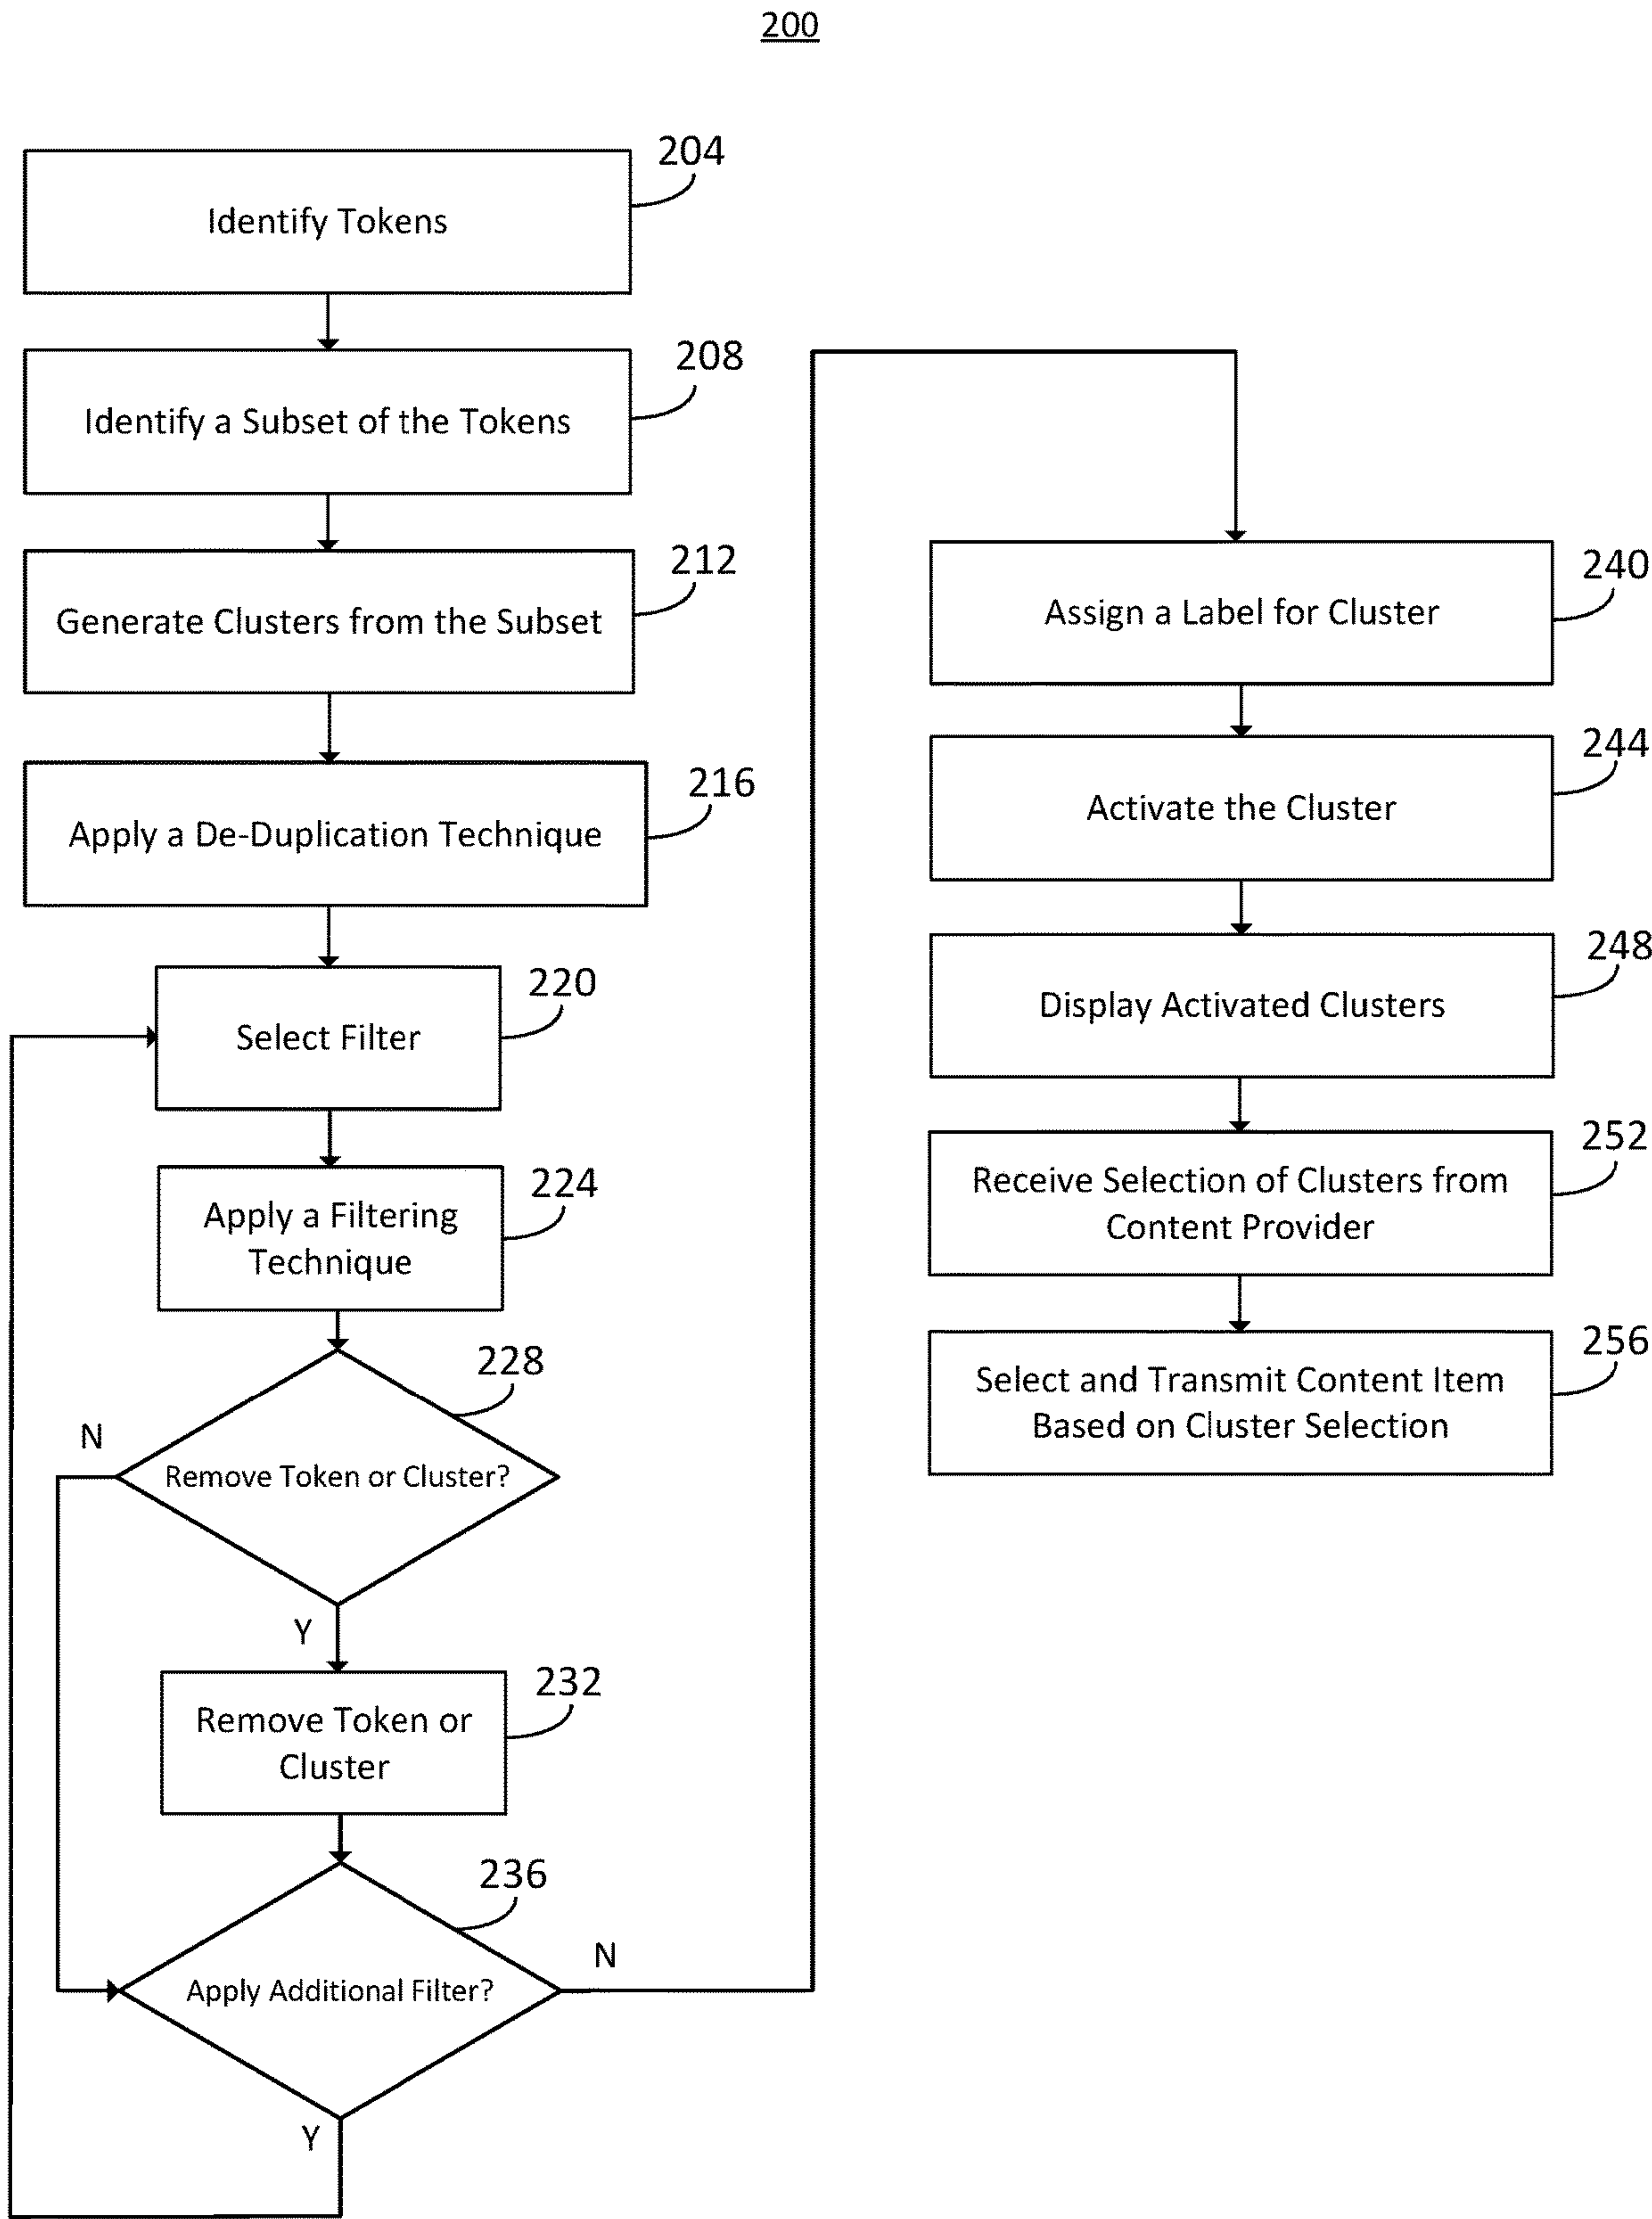 200
204
Identify Tokens
208
Identify a Subset of the Tokens
212
Generate Clusters from the Subset
216
Apply a De-Duplication Technique
220
Select Filter
224
Apply a Filtering
Technique
228
N
Remove Token or Cluster?
Y
232
Remove Token or
Cluster
236
N
Apply Additional Filter?
Y
240
Assign a Label for Cluster
244
Activate the Cluster
248
Display Activated Clusters
252
Receive Selection of Clusters from
Content Provider
256
Select and Transmit Content Item
Based on Cluster Selection